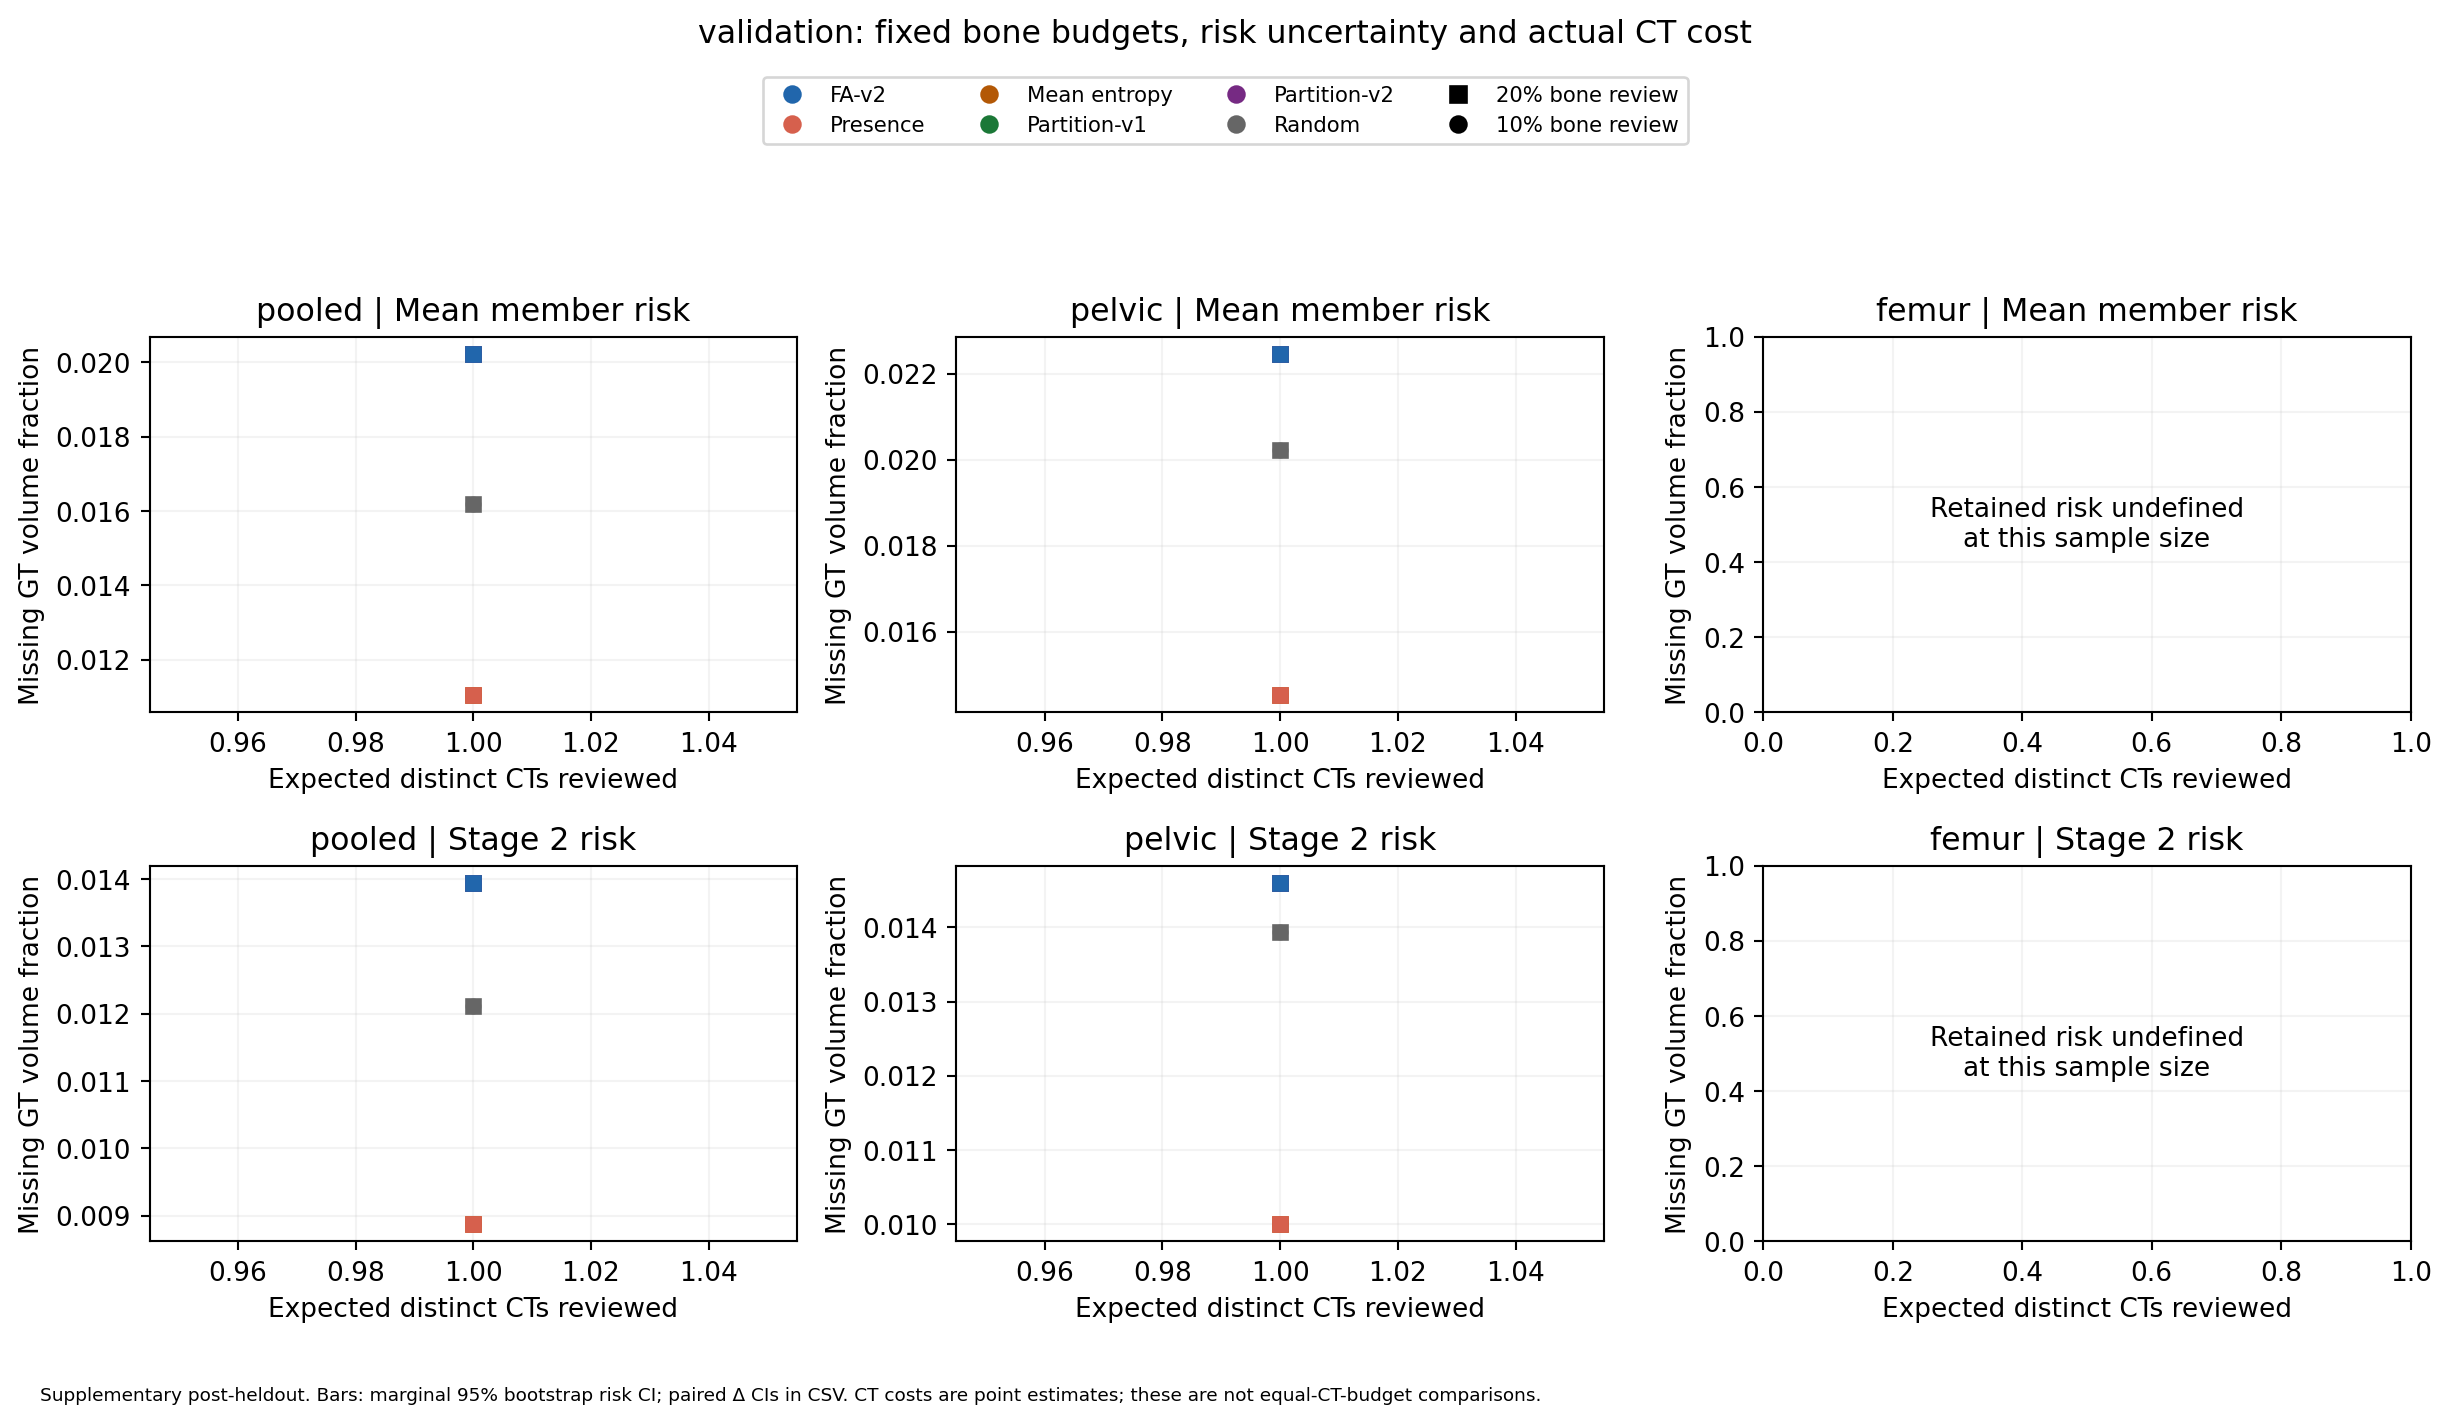 validation: fixed bone budgets, risk uncertainty and actual CT cost
FA-v2
Presence
Mean entropy
Partition-v1
Partition-v2
Random
20% bone review
10% bone review
pooled | Mean member risk
Missing GT volume fraction
0.020
0.018
0.016
0.014
0.012
0.96 0.98 1.00 1.02 1.04
Expected distinct CTs reviewed
pelvic | Mean member risk
Missing GT volume fraction
0.022
0.020
0.018
0.016
0.96 0.98 1.00 1.02 1.04
Expected distinct CTs reviewed
femur | Mean member risk
Missing GT volume fraction
1.0
0.8
0.6
0.4
0.2
0.0
Retained risk undefined
at this sample size
0.0 0.2 0.4 0.6 0.8 1.0
Expected distinct CTs reviewed
pooled | Stage 2 risk
Missing GT volume fraction
0.014
0.013
0.012
0.011
0.010
0.009
0.96 0.98 1.00 1.02 1.04
Expected distinct CTs reviewed
pelvic | Stage 2 risk
Missing GT volume fraction
0.014
0.013
0.012
0.011
0.010
0.96 0.98 1.00 1.02 1.04
Expected distinct CTs reviewed
femur | Stage 2 risk
Missing GT volume fraction
1.0
0.8
0.6
0.4
0.2
0.0
Retained risk undefined
at this sample size
0.0 0.2 0.4 0.6 0.8 1.0
Expected distinct CTs reviewed
Supplementary post-heldout. Bars: marginal 95% bootstrap risk CI; paired Δ CIs in CSV. CT costs are point estimates; these are not equal-CT-budget comparisons.